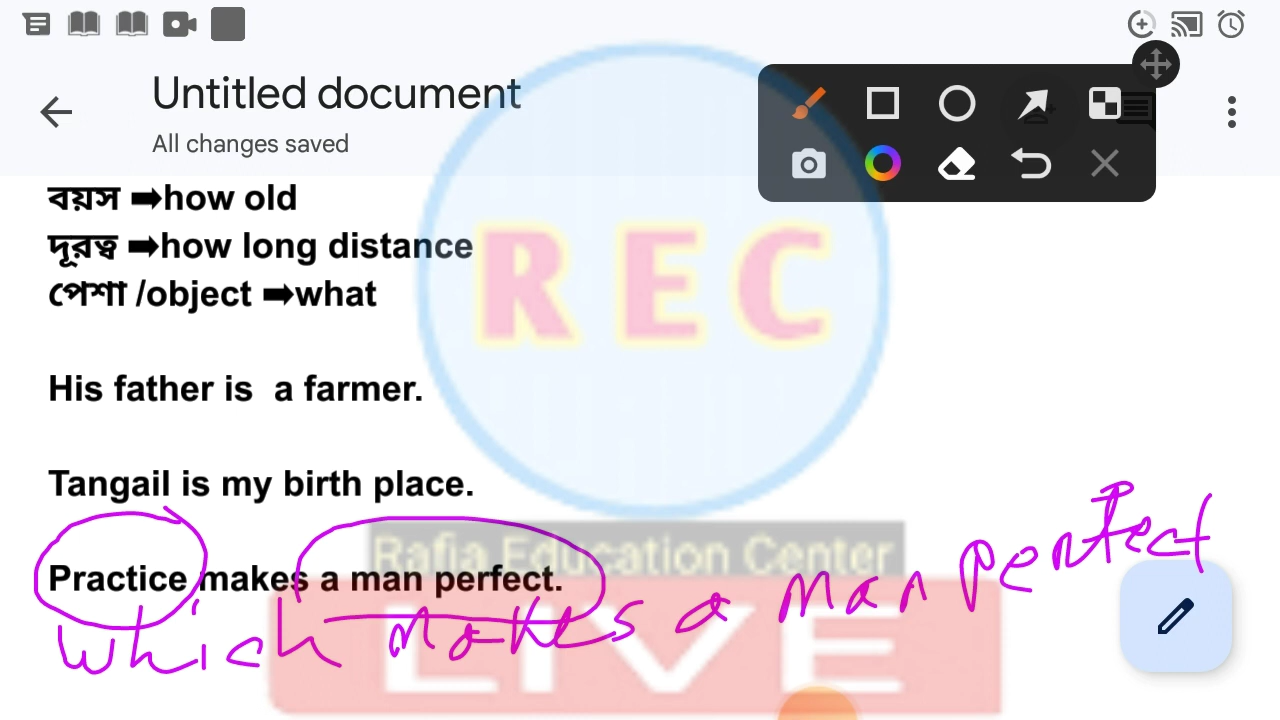 Untitled document
All changes saved
বয়স ➡how old
দূরত্ব ➡how long distance
পেশা /object ➡what
REC
His father is a farmer.
Tangail is my birth place.
Rafia Education Center
Practice makes a man perfect.
which makes a man perfect
LIVE